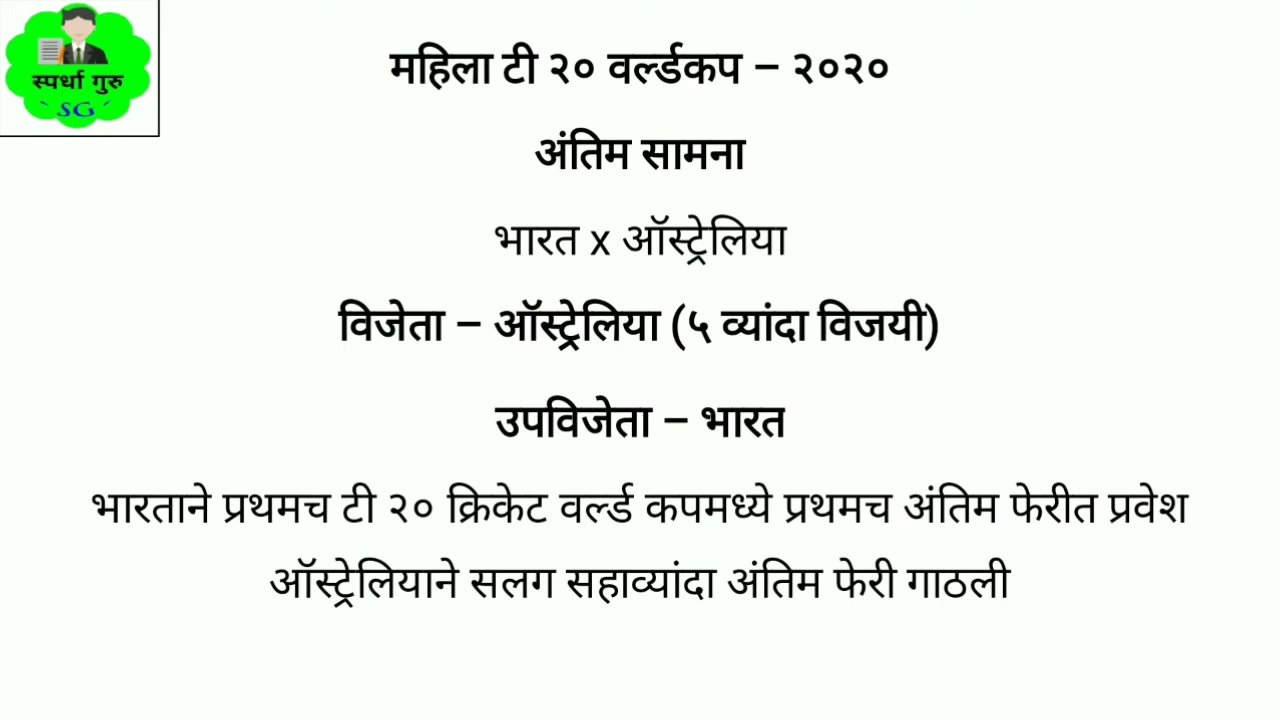 स्पर्धा गुरु
SG
महिला टी २० वर्ल्डकप – २०२०
अंतिम सामना
भारत x ऑस्ट्रेलिया
विजेता – ऑस्ट्रेलिया (५ व्यांदा विजयी)
उपविजेता – भारत
भारताने प्रथमच टी २० क्रिकेट वर्ल्ड कपमध्ये प्रथमच अंतिम फेरीत प्रवेश
ऑस्ट्रेलियाने सलग सहाव्यांदा अंतिम फेरी गाठली